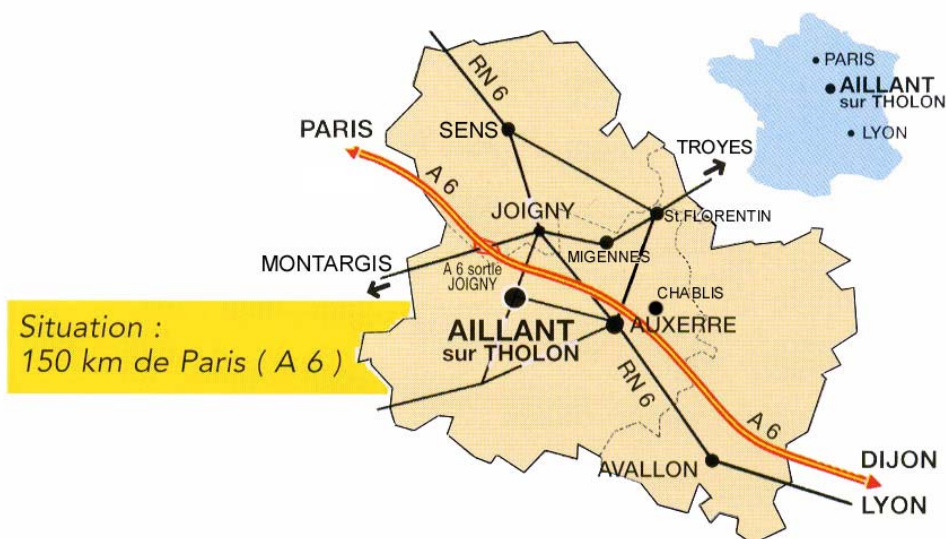 RN 6
PARIS
SENS
A 6
TROYES
JOIGNY
St.FLORENTIN
MIGENNES
MONTARGIS
A 6 sortie
JOIGNY
CHABLIS
AILLANT
sur THOLON
AUXERRE
Situation :
150 km de Paris ( A 6 )
RN 6
A 6
AVALLON
DIJON
LYON
PARIS
AILLANT
sur THOLON
LYON